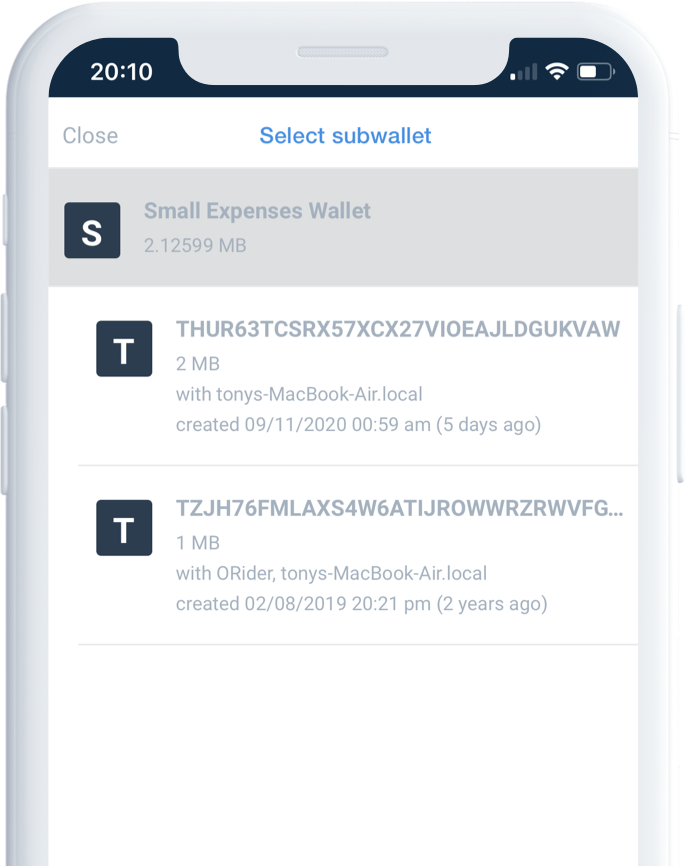 20:10
Close
Select subwallet
S
Small Expenses Wallet
2.12599 MB
T
THUR63TCSRX57XCX27VIOEAJLDGUKVAW
2 MB
with tonys-MacBook-Air.local
created 09/11/2020 00:59 am (5 days ago)
T
TZJH76FMLAXS4W6ATIJROWWRZRWVFG...
1 MB
with ORider, tonys-MacBook-Air.local
created 02/08/2019 20:21 pm (2 years ago)